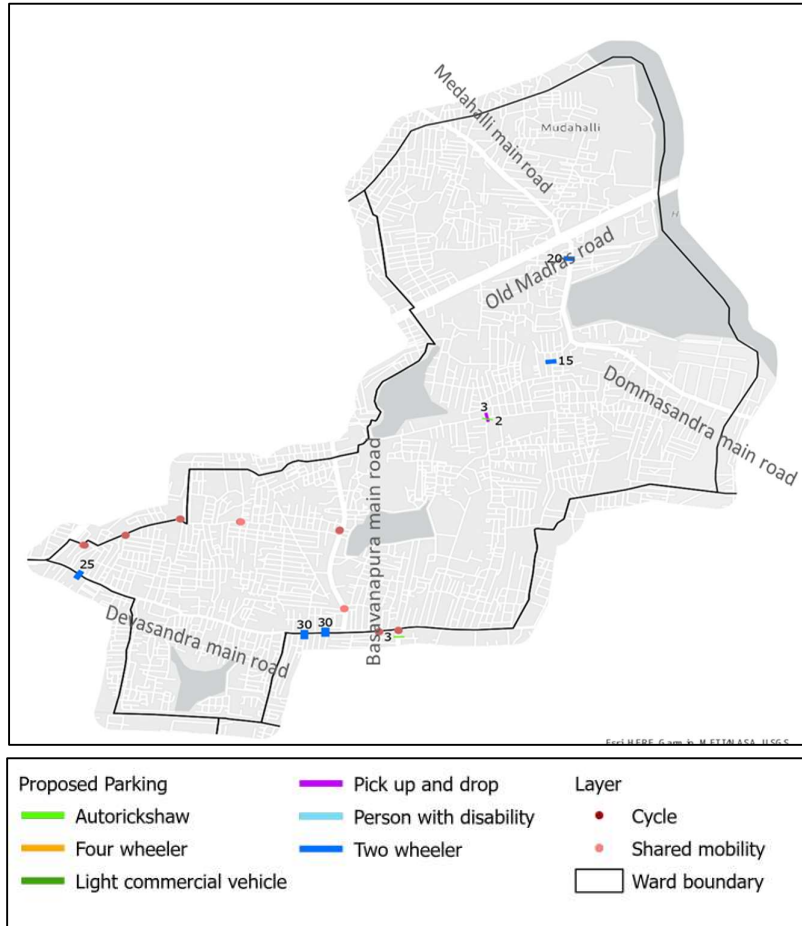 Medahalli main road
Mudahalli
H
20
Old Madras road
15
3
2
Dommasandra main road
Basavanapura main road
25
30 30
3
Devasandra main road
Proposed Parking
Autorickshaw
Four wheeler
Light commercial vehicle
Pick up and drop
Person with disability
Two wheeler
Layer
Cycle
Shared mobility
Ward boundary